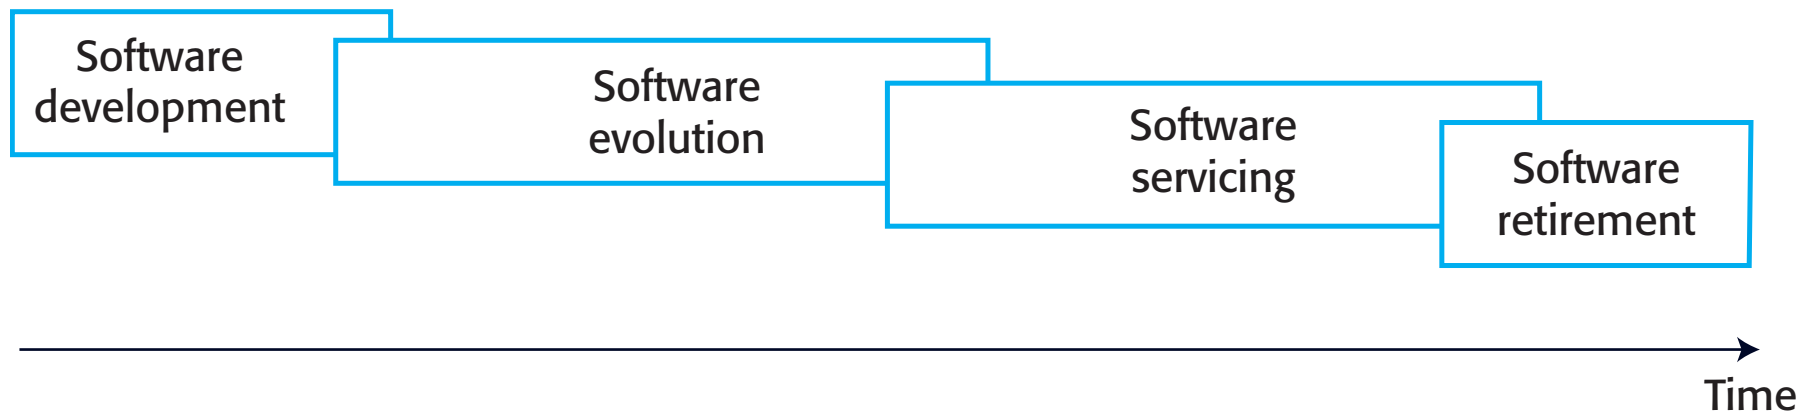 Software
development
Software
evolution
Software
servicing
Software
retirement
Time